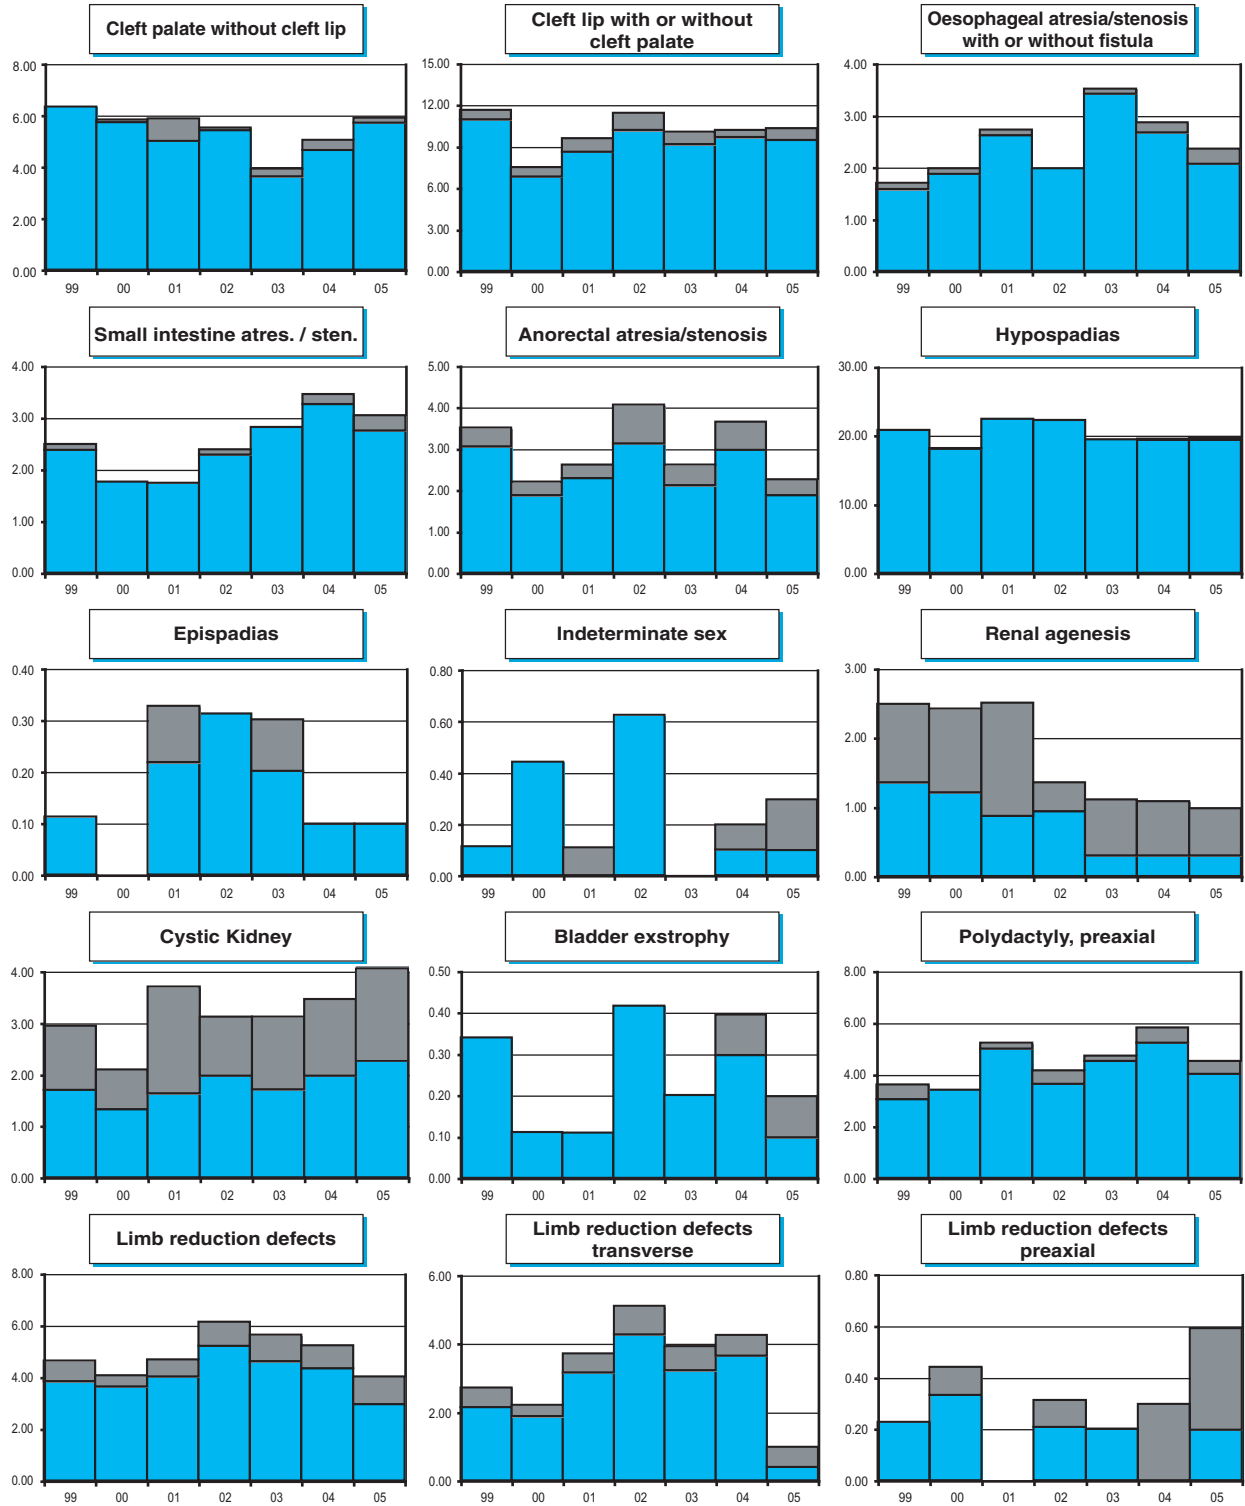 Cleft palate without cleft lip
8.00
6.00
4.00
2.00
0.00
99 00 01 02 03 04 05
Cleft lip with or without
cleft palate
15.00
12.00
9.00
6.00
3.00
0.00
99 00 01 02 03 04 05
Oesophageal atresia/stenosis
with or without fistula
4.00
3.00
2.00
1.00
0.00
99 00 01 02 03 04 05
Small intestine atres. / sten.
4.00
3.00
2.00
1.00
0.00
99 00 01 02 03 04 05
Anorectal atresia/stenosis
5.00
4.00
3.00
2.00
1.00
0.00
99 00 01 02 03 04 05
Hypospadias
30.00
20.00
10.00
0.00
99 00 01 02 03 04 05
Epispadias
0.40
0.30
0.20
0.10
0.00
99 00 01 02 03 04 05
Indeterminate sex
0.80
0.60
0.40
0.20
0.00
99 00 01 02 03 04 05
Renal agenesis
3.00
2.00
1.00
0.00
99 00 01 02 03 04 05
Cystic Kidney
4.00
3.00
2.00
1.00
0.00
99 00 01 02 03 04 05
Bladder exstrophy
0.50
0.40
0.30
0.20
0.10
0.00
99 00 01 02 03 04 05
Polydactyly, preaxial
8.00
6.00
4.00
2.00
0.00
99 00 01 02 03 04 05
Limb reduction defects
8.00
6.00
4.00
2.00
0.00
99 00 01 02 03 04 05
Limb reduction defects
transverse
6.00
4.00
2.00
0.00
99 00 01 02 03 04 05
Limb reduction defects
preaxial
0.80
0.60
0.40
0.20
0.00
99 00 01 02 03 04 05